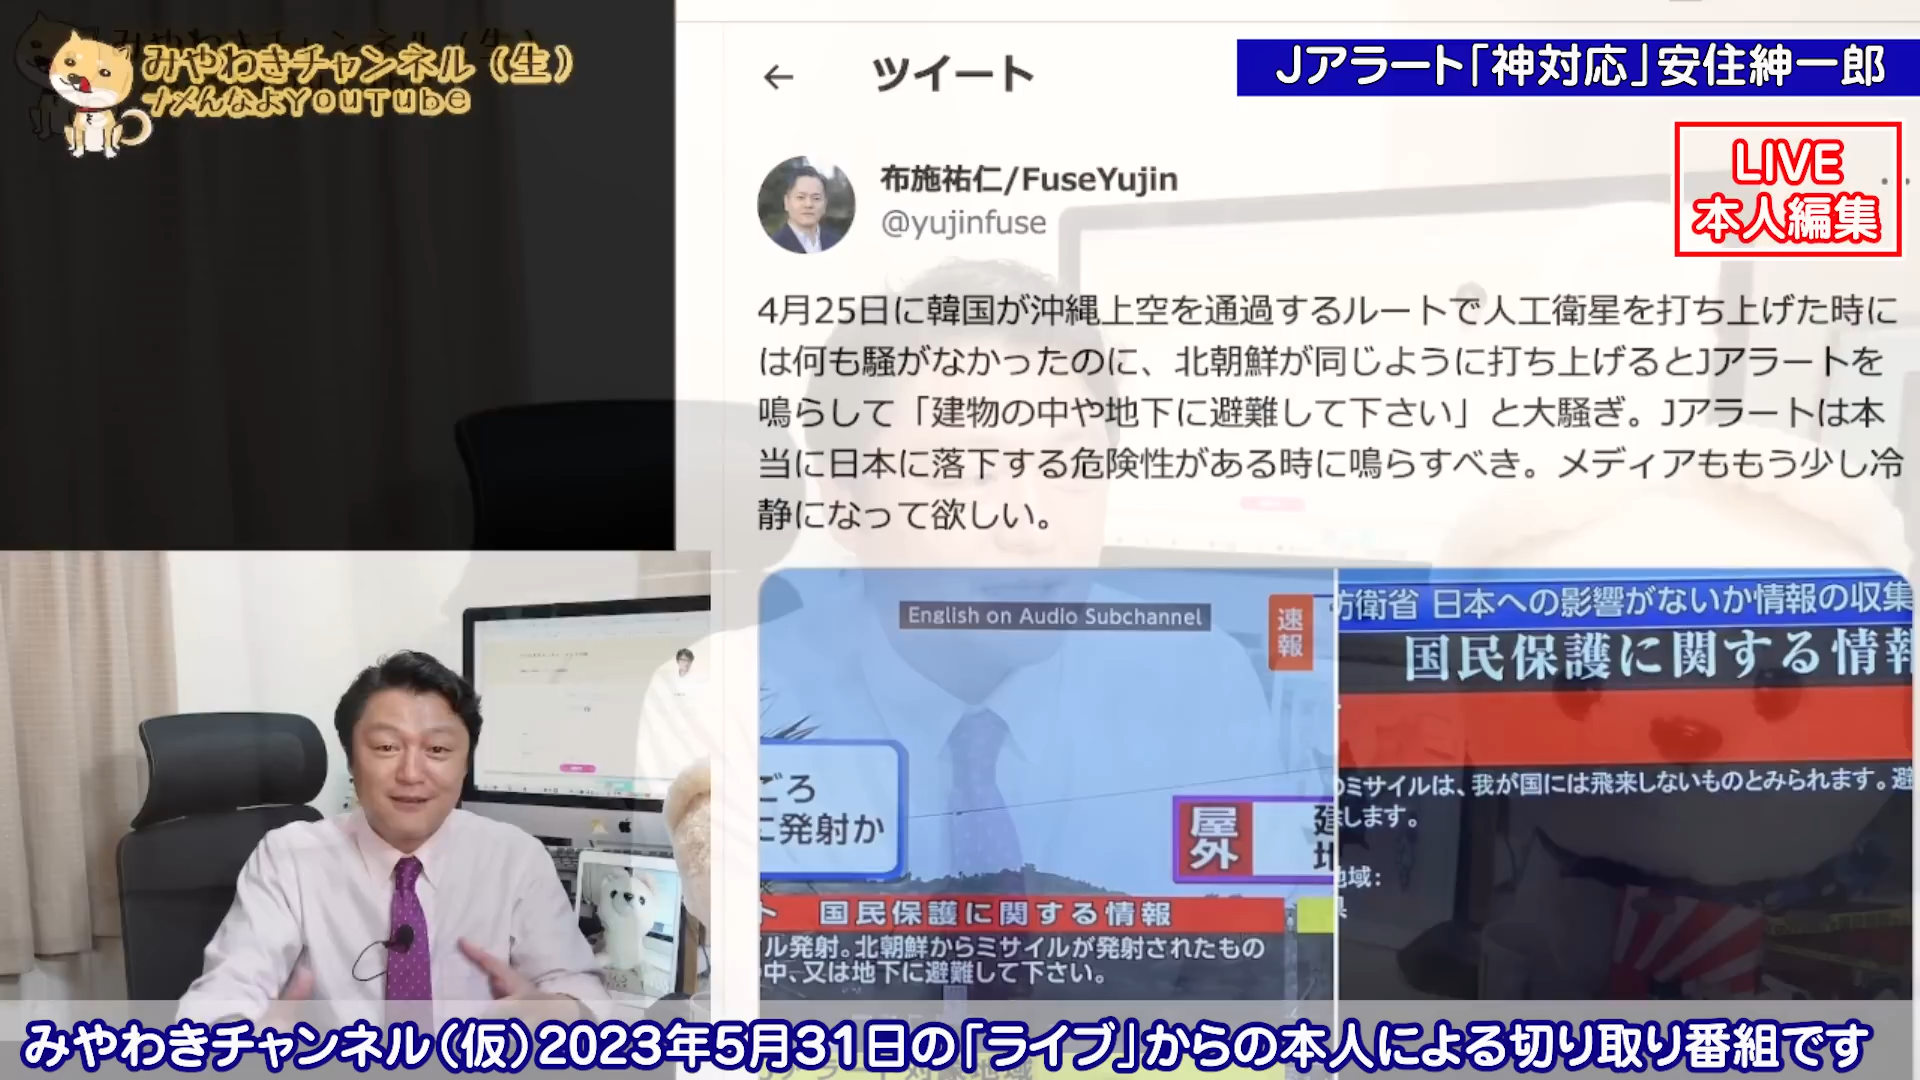 みやわきチャンネル（生）
ナメんなよYouTube
ツイート
Jアラート「神対応」安住紳一郎
LIVE
本人編集
布施祐仁/FuseYujin
@yujinfuse
4月25日に韓国が沖縄上空を通過するルートで人工衛星を打ち上げた時に
は何も騒がなかったのに、北朝鮮が同じように打ち上げるとJアラートを
鳴らして「建物の中や地下に避難して下さい」と大騒ぎ。Jアラートは本
当に日本に落下する危険性がある時に鳴らすべき。メディアももう少し冷
静になって欲しい。
English on Audio Subchannel
速報
ごろ
に発射か
屋外
建
地
ト 国民保護に関する情報
ル発射。北朝鮮からミサイルが発射されたもの
中、又は地下に避難して下さい。
防衛省 日本への影響がないか情報の収集
国民保護に関する情報
のミサイルは、我が国には飛来しないものとみられます。避
します。
地域:
県
Jアラート対象地域
みやわきチャンネル（仮）2023年5月31日の「ライブ」からの本人による切り取り番組です